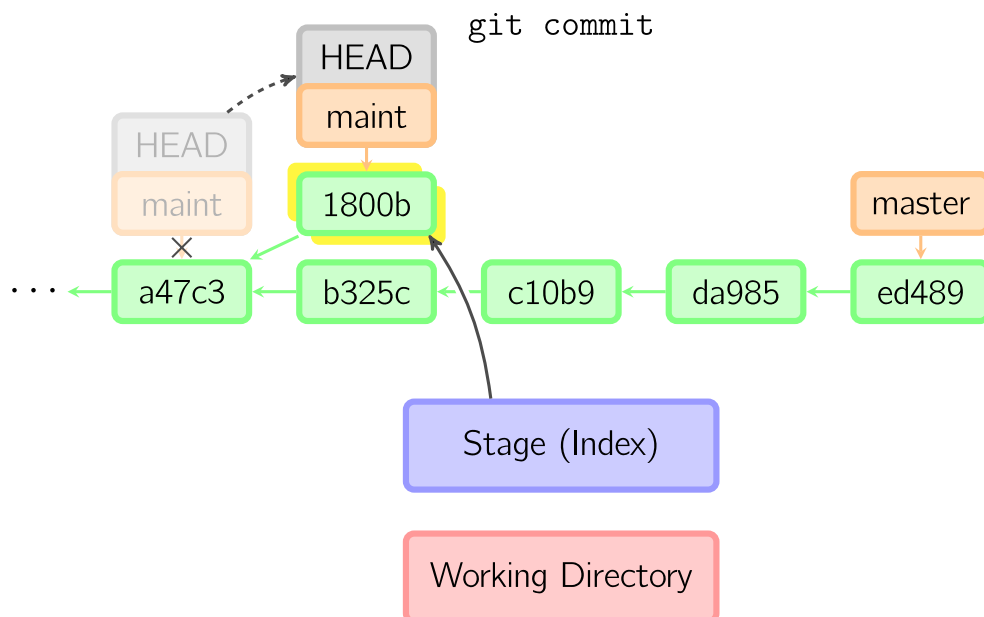 git commit
HEAD
maint
HEAD
maint
1800b
master
... a47c3 b325c c10b9 da985 ed489
Stage (Index)
Working Directory